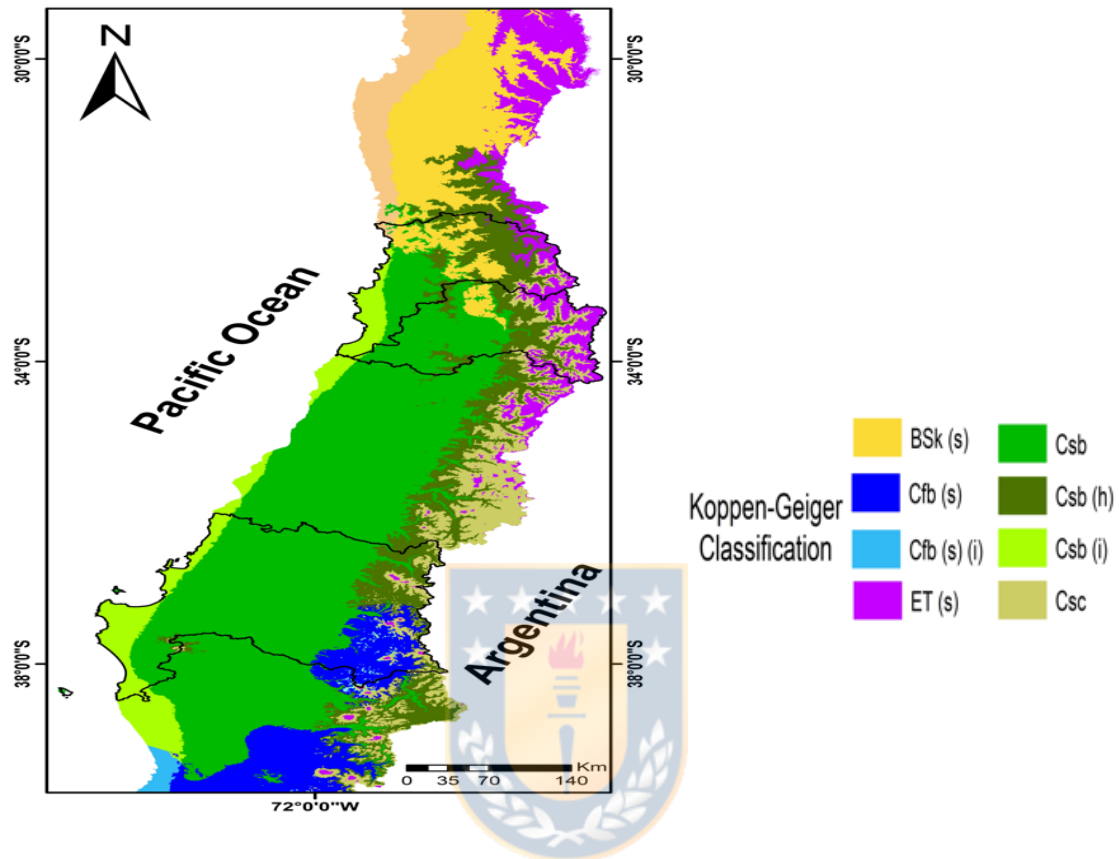 N
30°0'0"S
30°0'0"S
Pacific Ocean
34°0'0"S
34°0'0"S
Koppen-Geiger
Classification
BSk (s)
Csb
Cfb (s)
Csb (h)
Cfb (s) (i)
Csb (i)
ET (s)
Csc
Argentina
38°0'0"S
38°0'0"S
Km
0 35 70 140
72°0'0"W